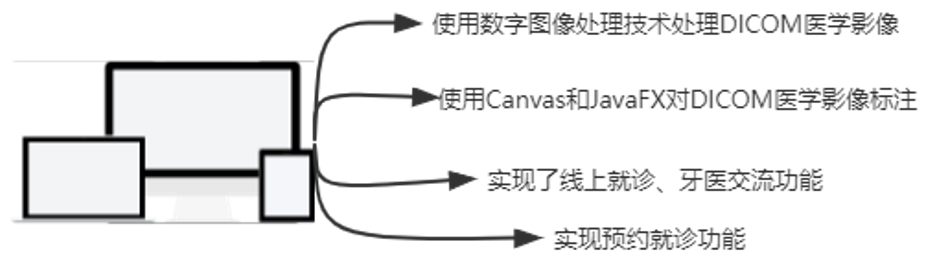 使用数字图像处理技术处理DICOM医学影像
使用Canvas和JavaFX对DICOM医学影像标注
实现了线上就诊、牙医交流功能
实现预约就诊功能